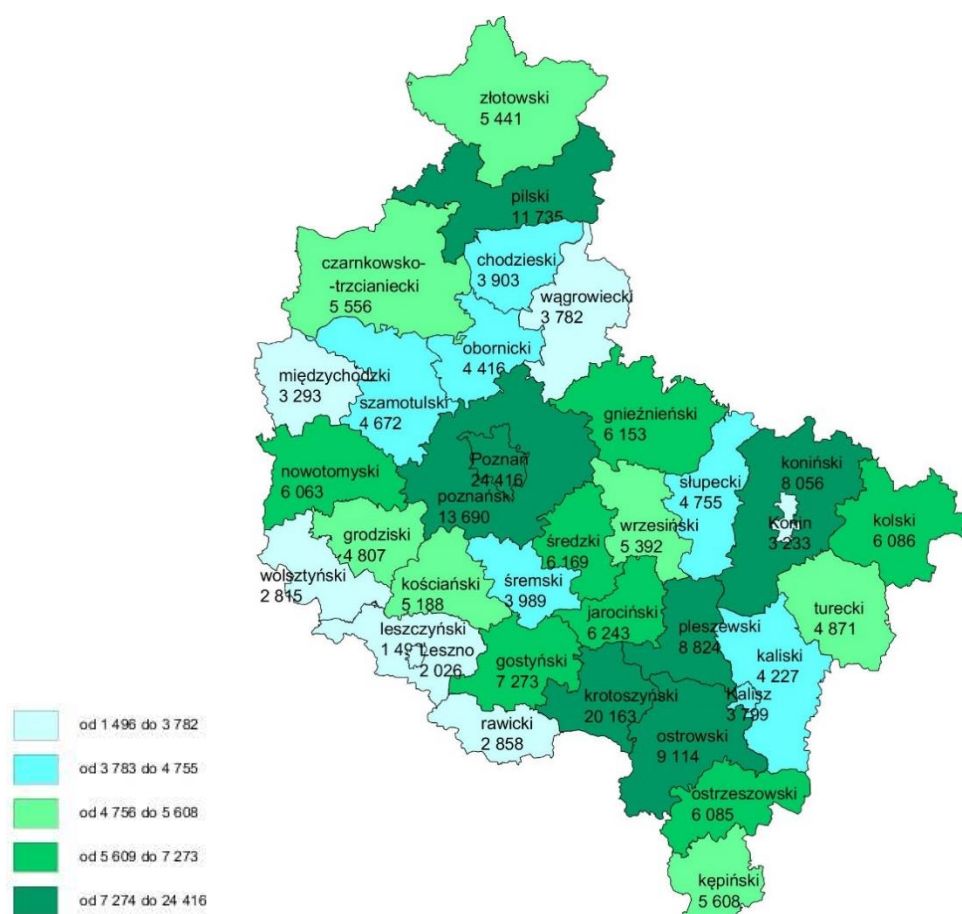 złotowski
5 441
pilski
11 735
chodzieski
3 903
czarnkowsko-
-trzcianiecki
5 556
wągrowiecki
3 782
obornicki
4 416
międzychodzki
3 293
szamotulski
4 672
gnieźnieński
6 153
Poznań
24 416
poznański
13 690
nowotomyski
6 063
słupecki
4 755
koniński
8 056
Konin
3 233
kolski
6 086
wrzesiński
5 392
średzki
6 169
grodziski
4 807
wolsztyński
2 815
kościański
5 188
śremski
3 989
jarociński
6 243
pleszewski
8 824
turecki
4 871
kaliski
4 227
leszczyński
1 496
Leszno
2 026
gostyński
7 273
krotoszyński
20 163
Kalisz
3 799
rawicki
2 858
ostrowski
9 114
ostrzeszowski
6 085
kępiński
5 608
od 1 496 do 3 782
od 3 783 do 4 755
od 4 756 do 5 608
od 5 609 do 7 273
od 7 274 do 24 416